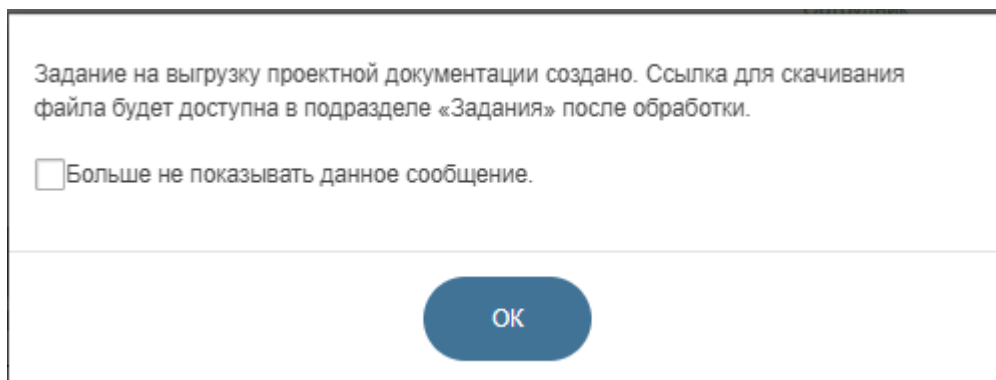 Задание на выгрузку проектной документации создано. Ссылка для скачивания
файла будет доступна в подразделе «Задания» после обработки.
Больше не показывать данное сообщение.
ОК